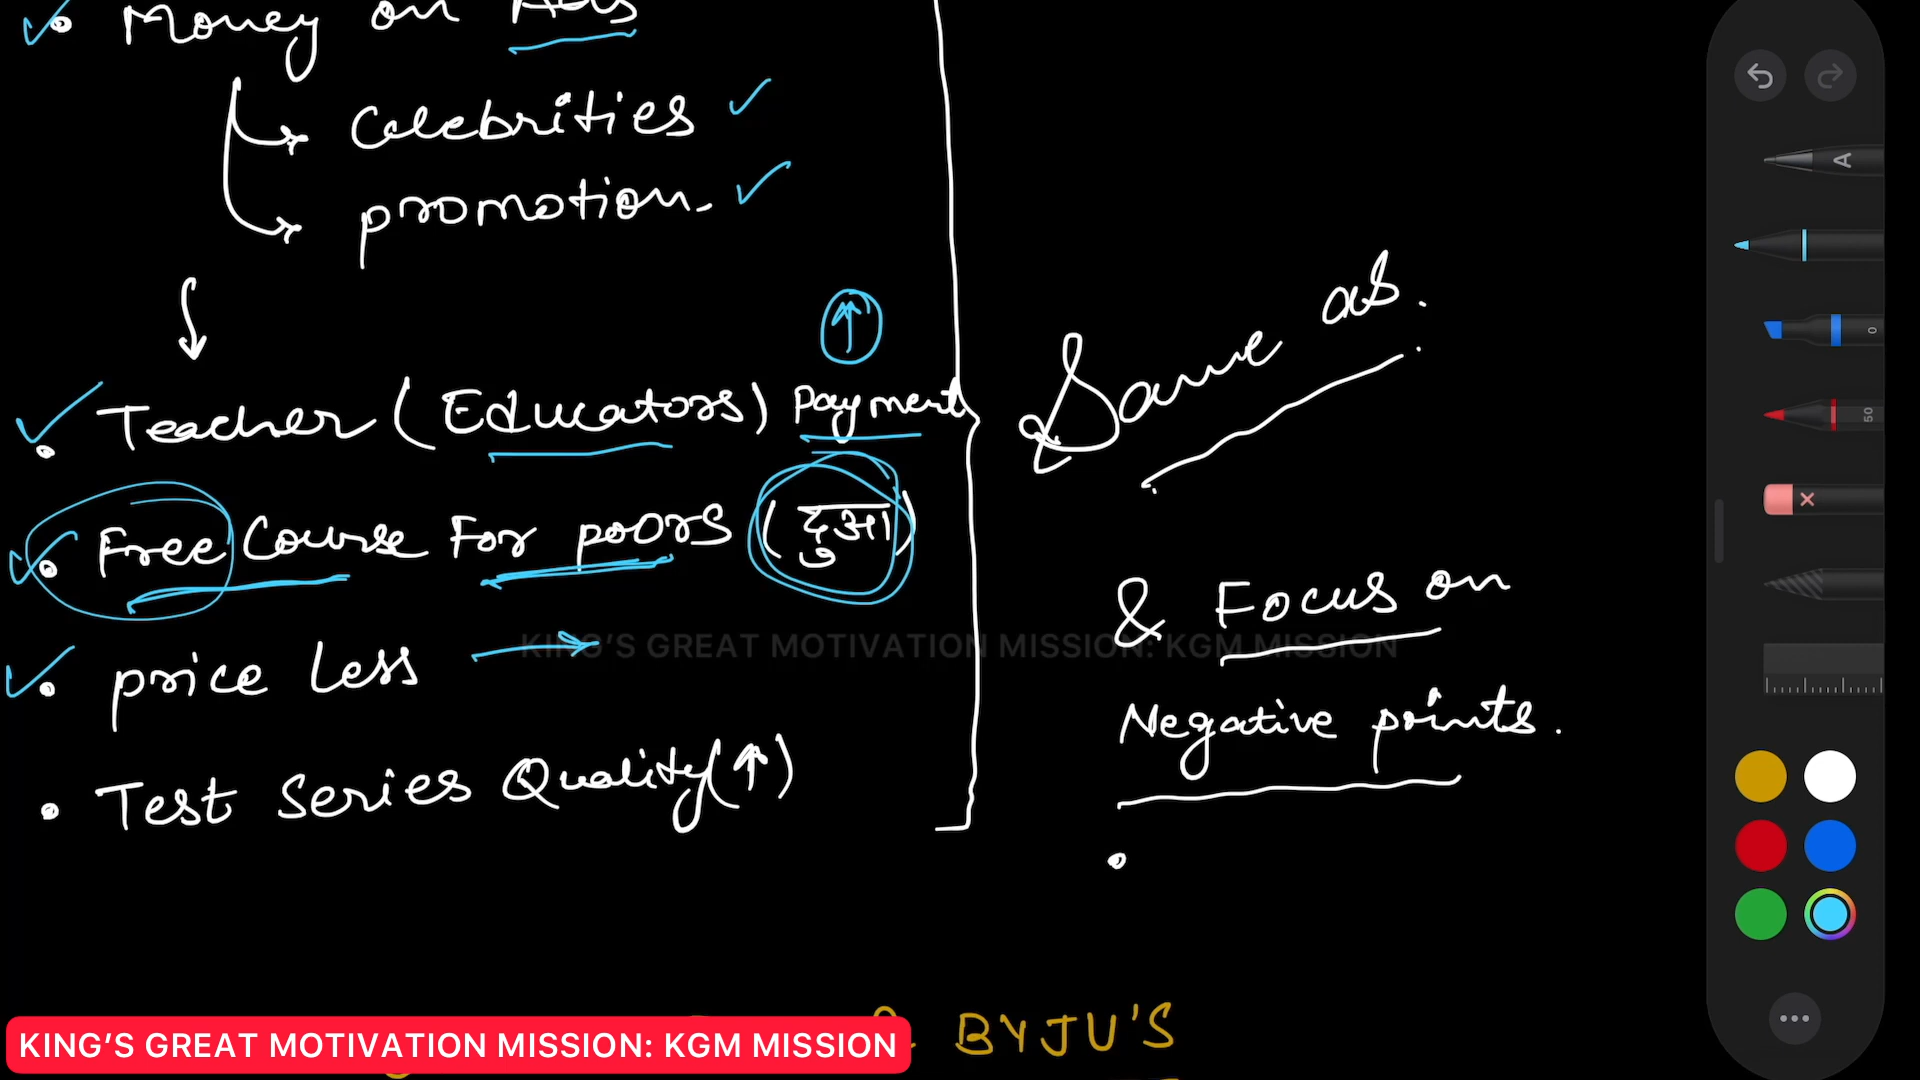 • Money on Ads
Celebrities
promotion.
• Teacher (Educators) Payment
• Free Course For poors (दुआ)
• price less
• Test Series Quality(↑)
Same as.
& Focus on
Negative points.
•
KING'S GREAT MOTIVATION MISSION: KGM MISSION
BYJU'S
KING'S GREAT MOTIVATION MISSION: KGM MISSION